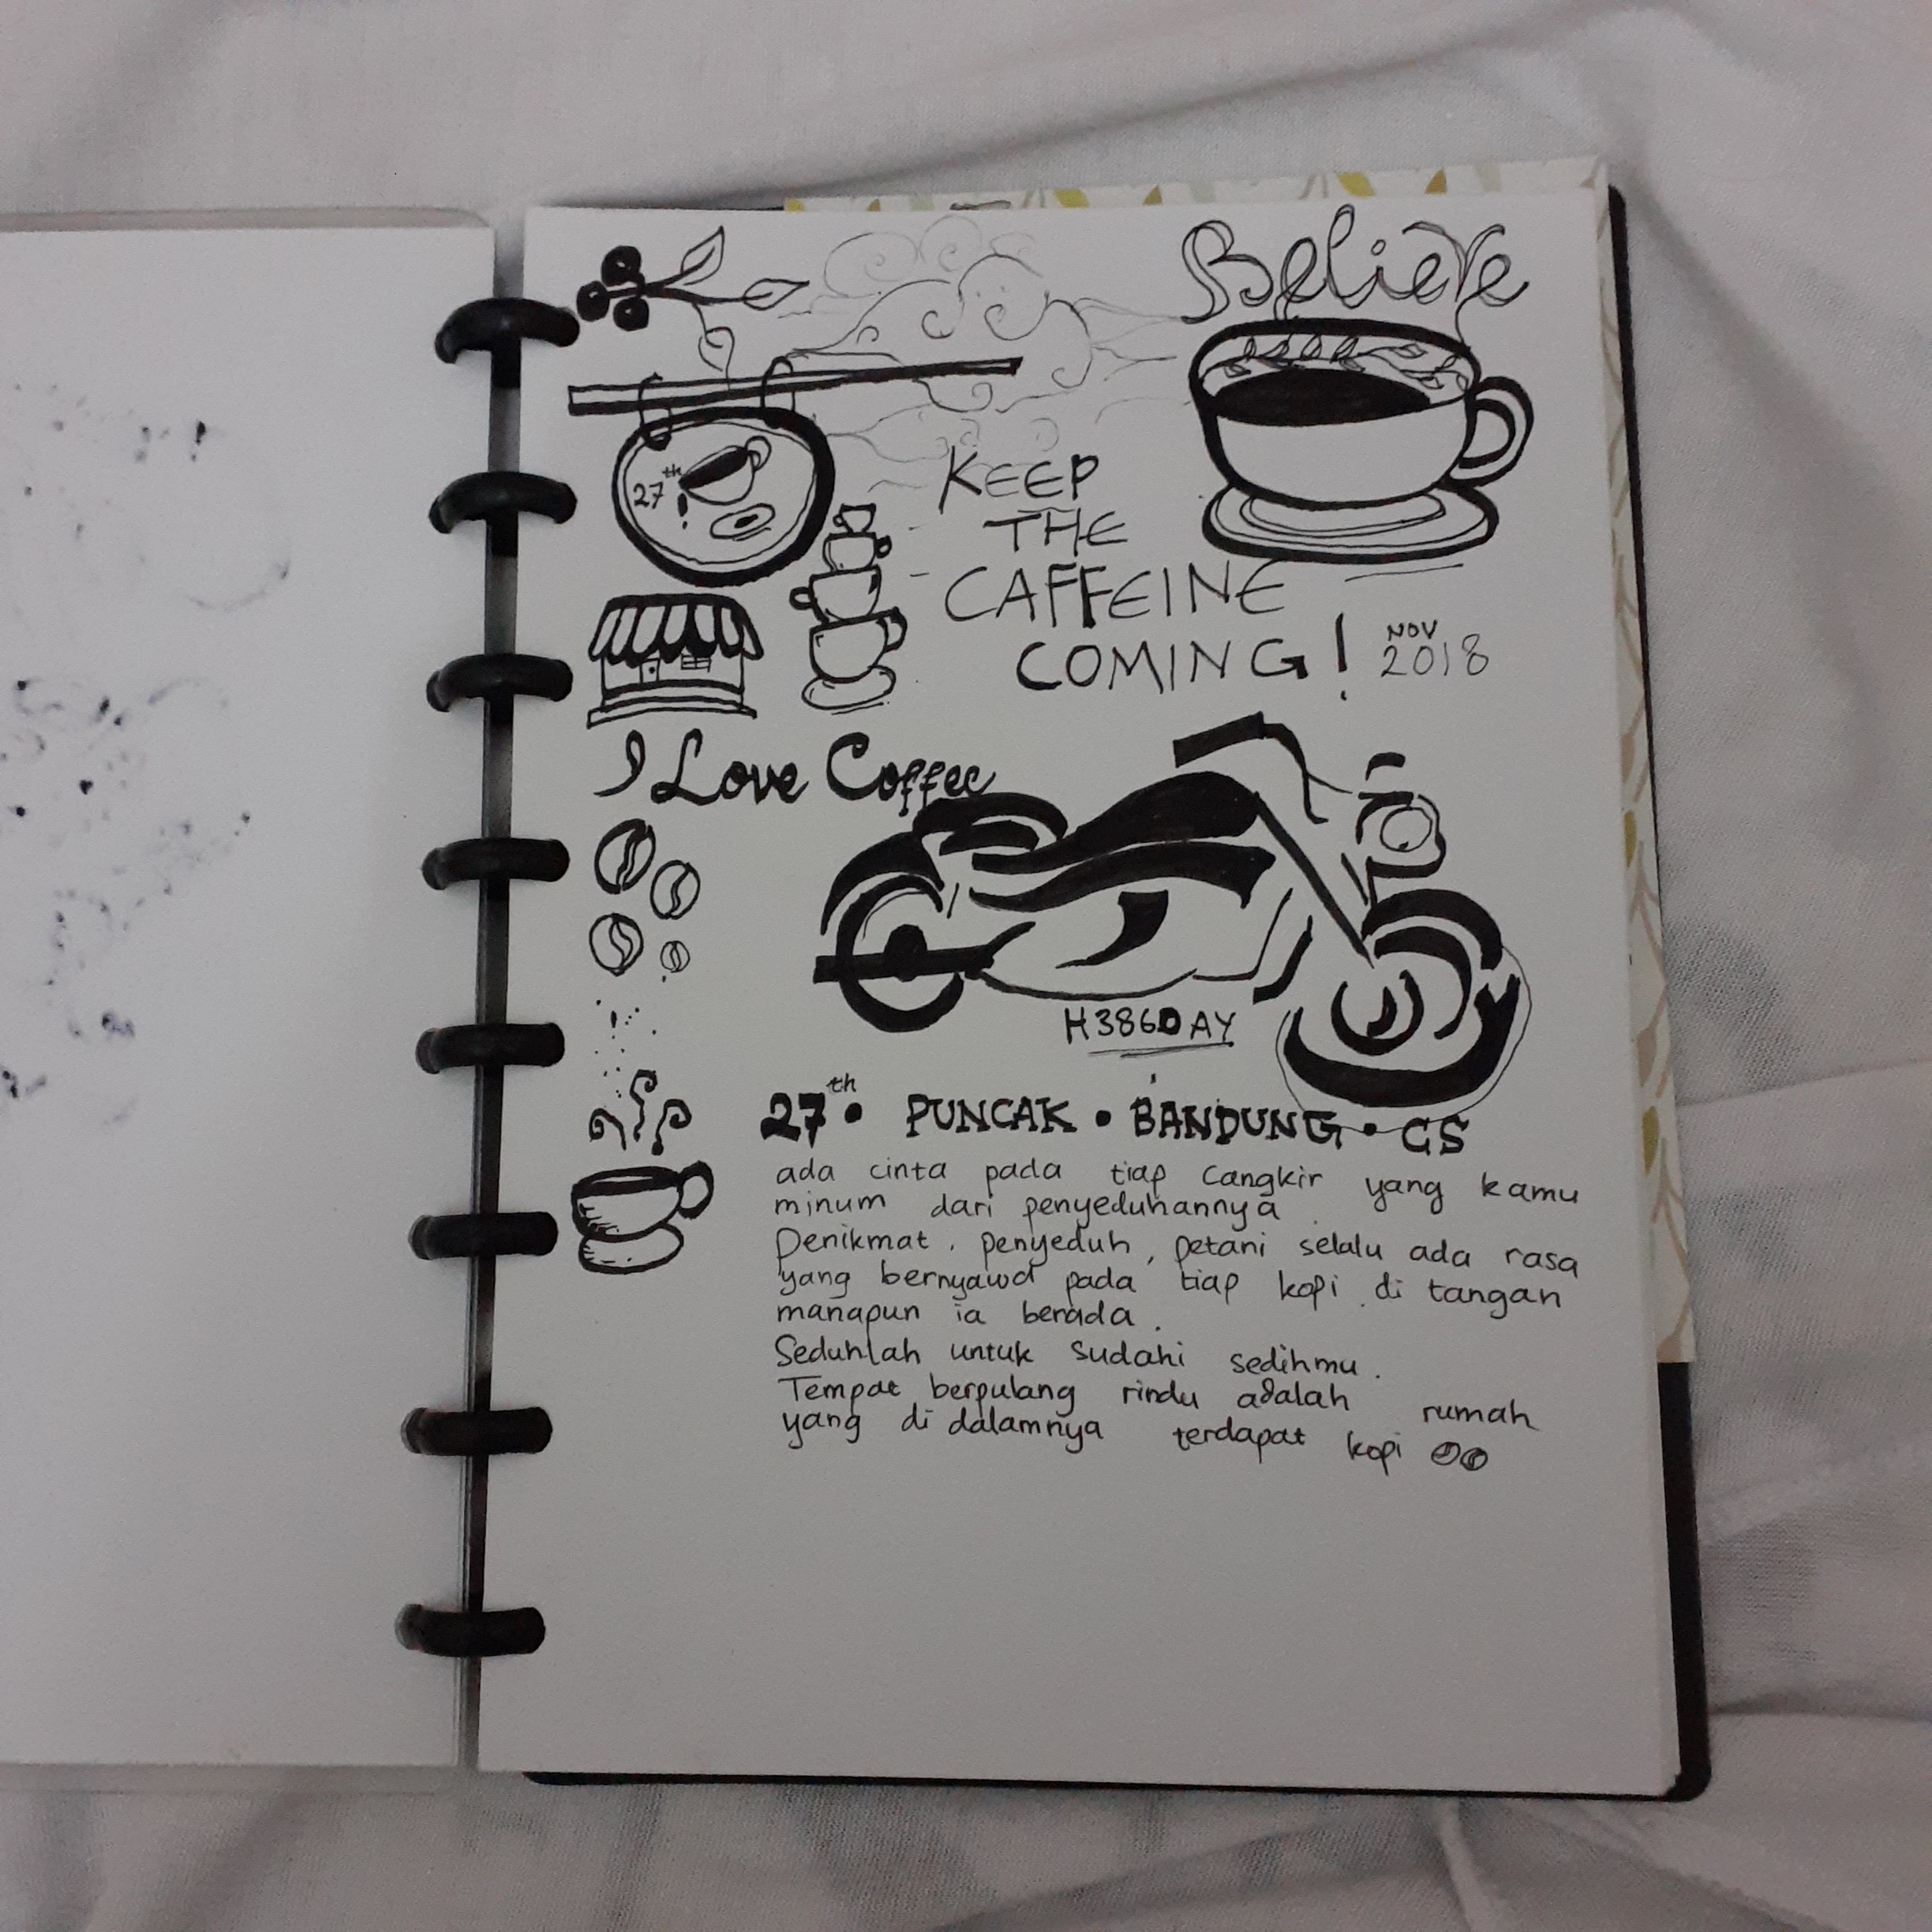 Believe
27th
KEEP
THE
CAFFEINE
COMING!
NOV
2018
I Love Coffee
H386DAY
27th • PUNCAK • BANDUNG • CS
ada cinta pada tiap cangkir yang kamu
minum dari penyeduhannya
Penikmat, penyeduh, petani selalu ada rasa
yang bernyawa pada tiap kopi di tangan
manapun ia berada.
Seduhlah untuk sudahi sedihmu.
Tempat berpulang rindu adalah rumah
yang di dalamnya terdapat kopi